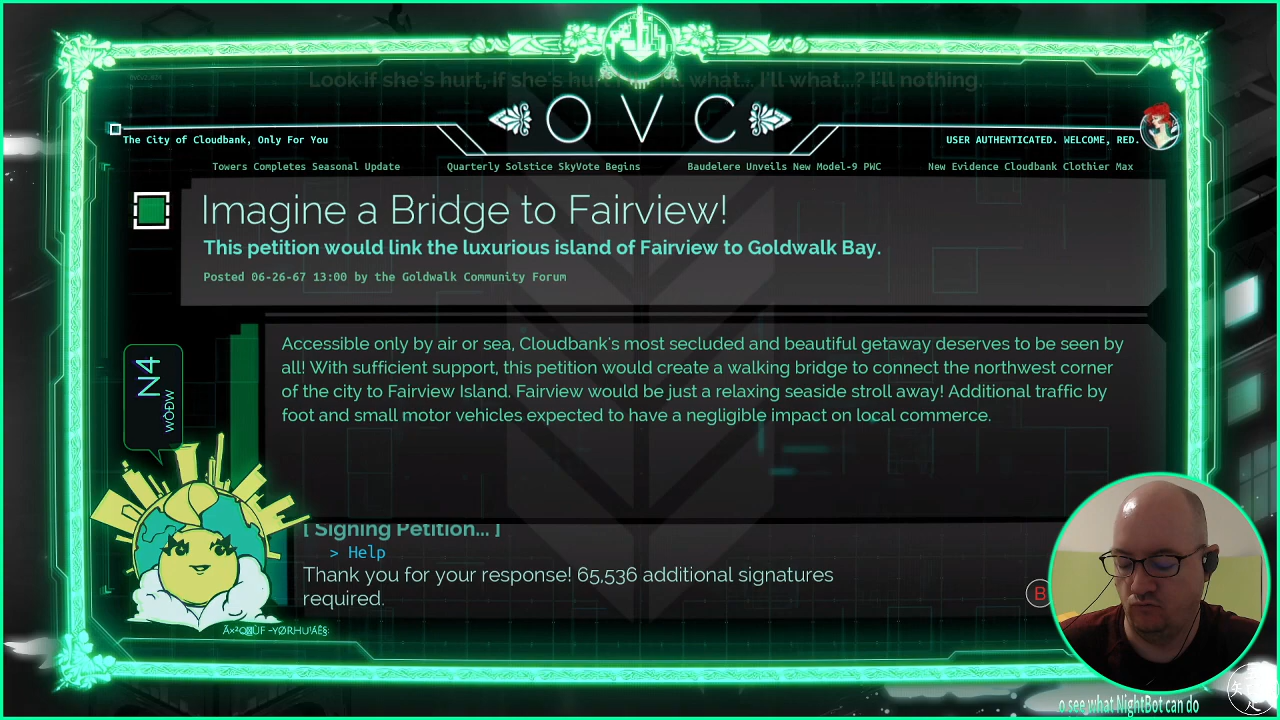 Look if she's hurt, if she's hurt what... I'll what...? I'll nothing.
OVC
The City of Cloudbank, Only For You
USER AUTHENTICATED. WELCOME, RED.
Towers Completes Seasonal Update
Quarterly Solstice SkyVote Begins
Baudelere Unveils New Model-9 PWC
New Evidence Cloudbank Clothier Max
Imagine a Bridge to Fairview!
This petition would link the luxurious island of Fairview to Goldwalk Bay.
Posted 06-26-67 13:00 by the Goldwalk Community Forum
Accessible only by air or sea, Cloudbank's most secluded and beautiful getaway deserves to be seen by
all! With sufficient support, this petition would create a walking bridge to connect the northwest corner
of the city to Fairview Island. Fairview would be just a relaxing seaside stroll away! Additional traffic by
foot and small motor vehicles expected to have a negligible impact on local commerce.
N4
[ Signing Petition... ]
> Help
Thank you for your response! 65,536 additional signatures
required.
B
o see what NightBot can do